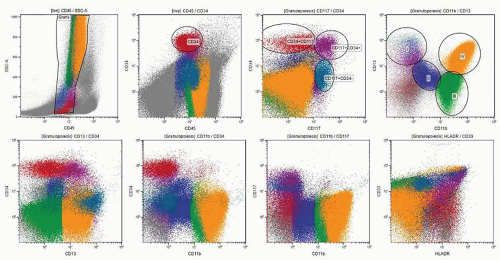 [live] CD45 / SSC-A
Grans
SSC-A
CD45
[live] CD45 / CD34
CD34
CD34
CD45
[Granulopoiesis] CD117 / CD34
CD34+CD117-
CD117+CD34+
CD117+CD34-
CD34
CD117
[Granulopoiesis] CD11b / CD13
CD13
CD11b
[Granulopoiesis] CD13 / CD34
CD34
CD13
[Granulopoiesis] CD11b / CD34
CD34
CD11b
[Granulopoiesis] CD11b / CD117
CD117
CD11b
[Granulopoiesis] HLADR / CD33
CD33
HLADR